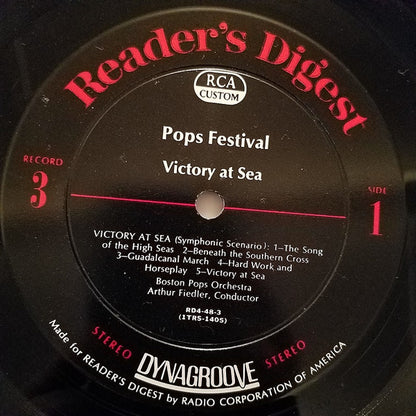 Reader's Digest
RCA
CUSTOM
Pops Festival
Victory at Sea
RECORD
3
SIDE
1
VICTORY AT SEA (Symphonic Scenario): 1—The Song
of the High Seas 2—Beneath the Southern Cross
3—Guadalcanal March 4—Hard Work and
Horseplay 5—Victory at Sea
Boston Pops Orchestra
Arthur Fiedler, Conductor
RD4-48-3
(1TRS-1405)
STEREO
DYNAGROOVE
STEREO
Made for READER'S DIGEST by RADIO CORPORATION OF AMERICA